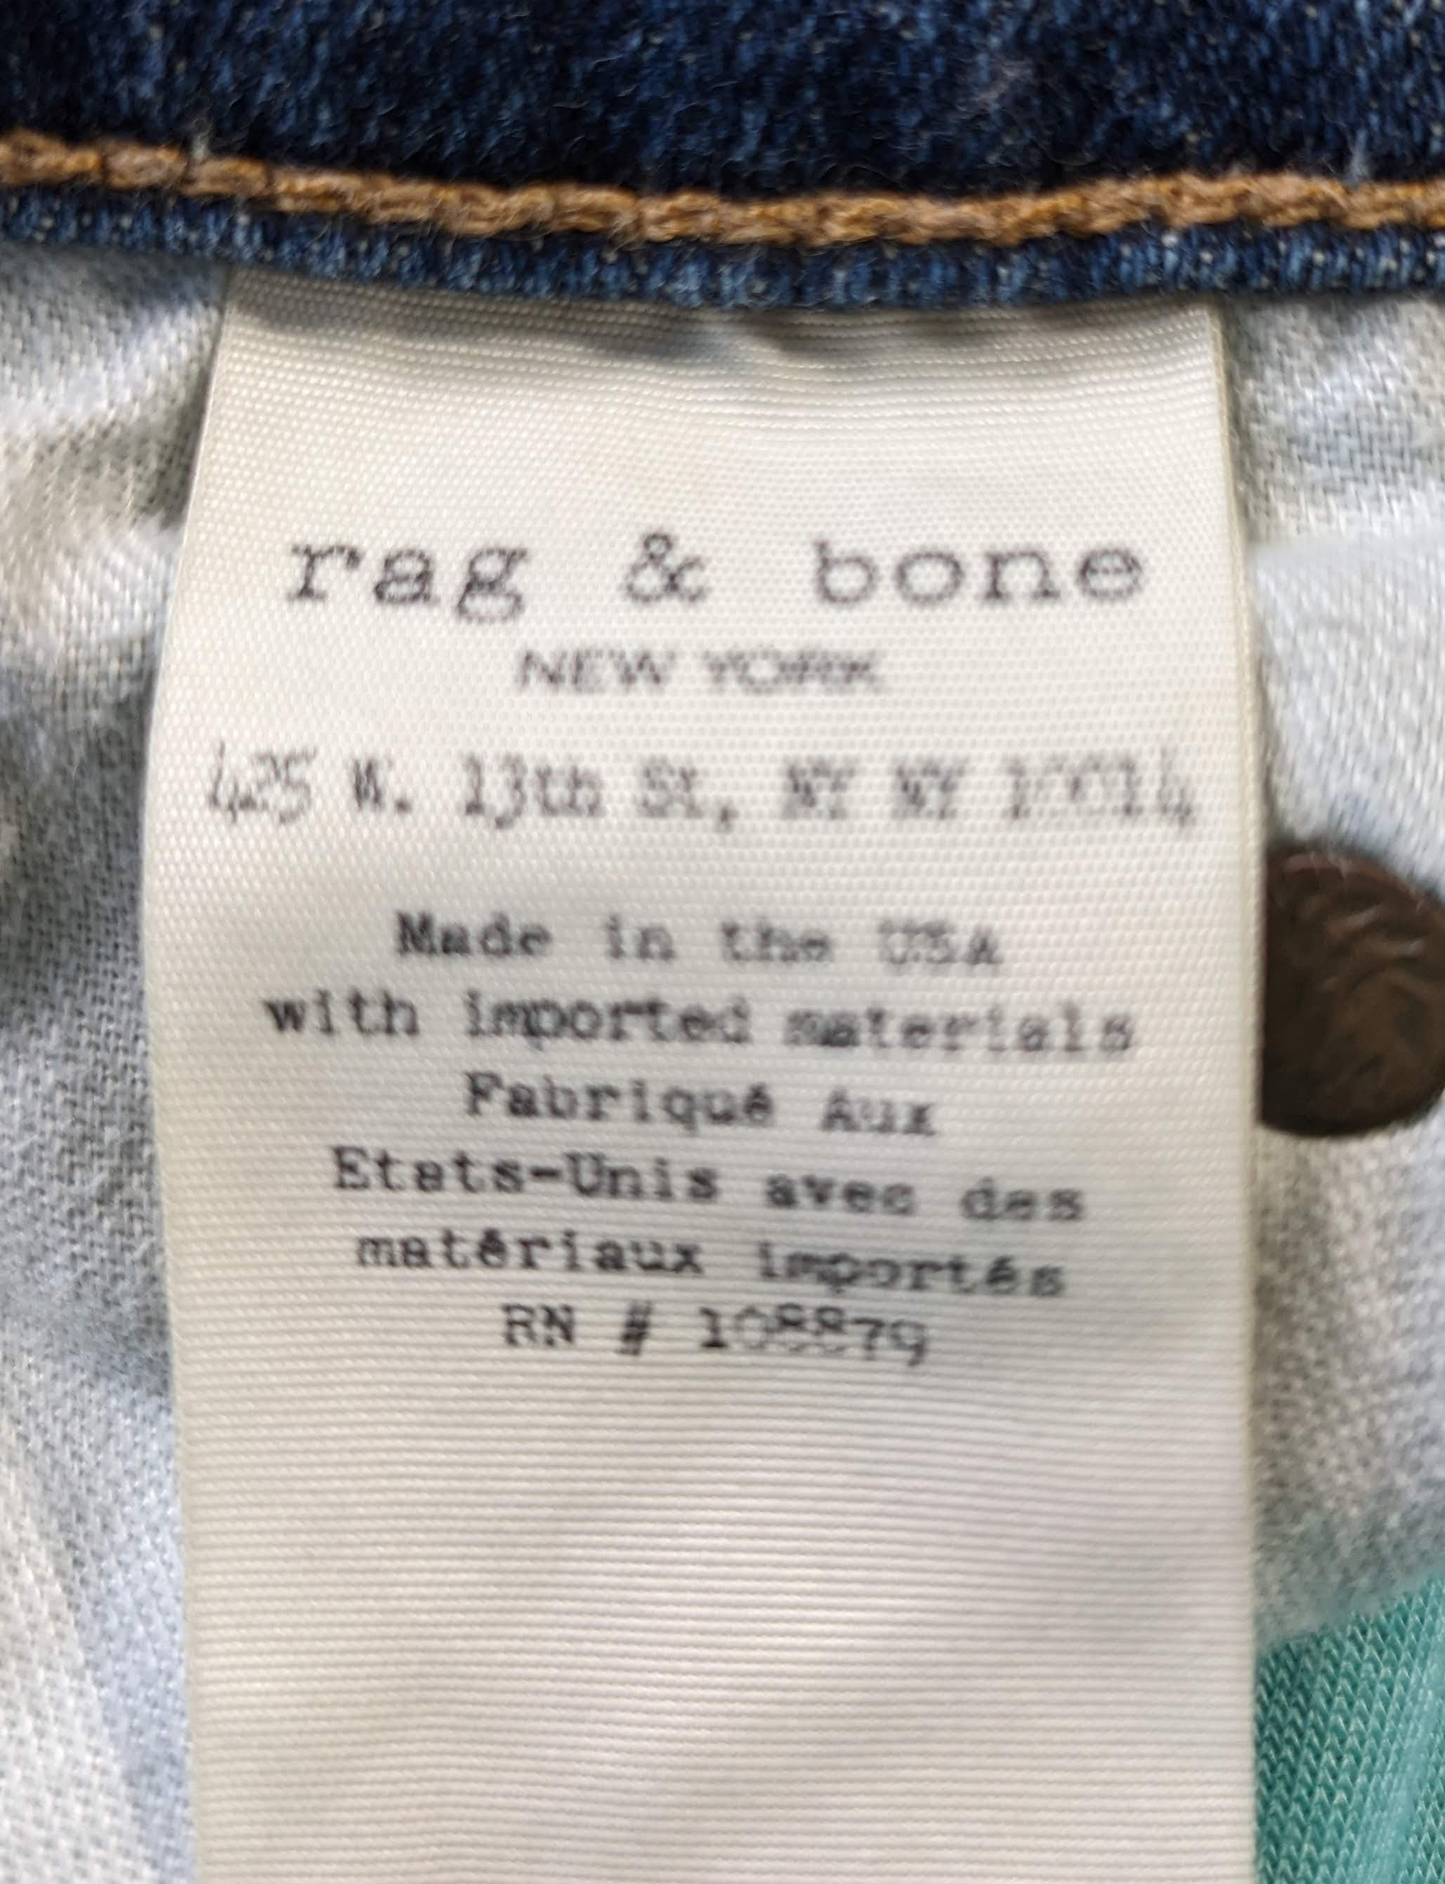 rag & bone
NEW YORK
425 W. 13th St, NY NY 10014
Made in the USA
with imported materials
Fabriqué Aux
Etats-Unis avec des
matériaux importés
RN # 108879